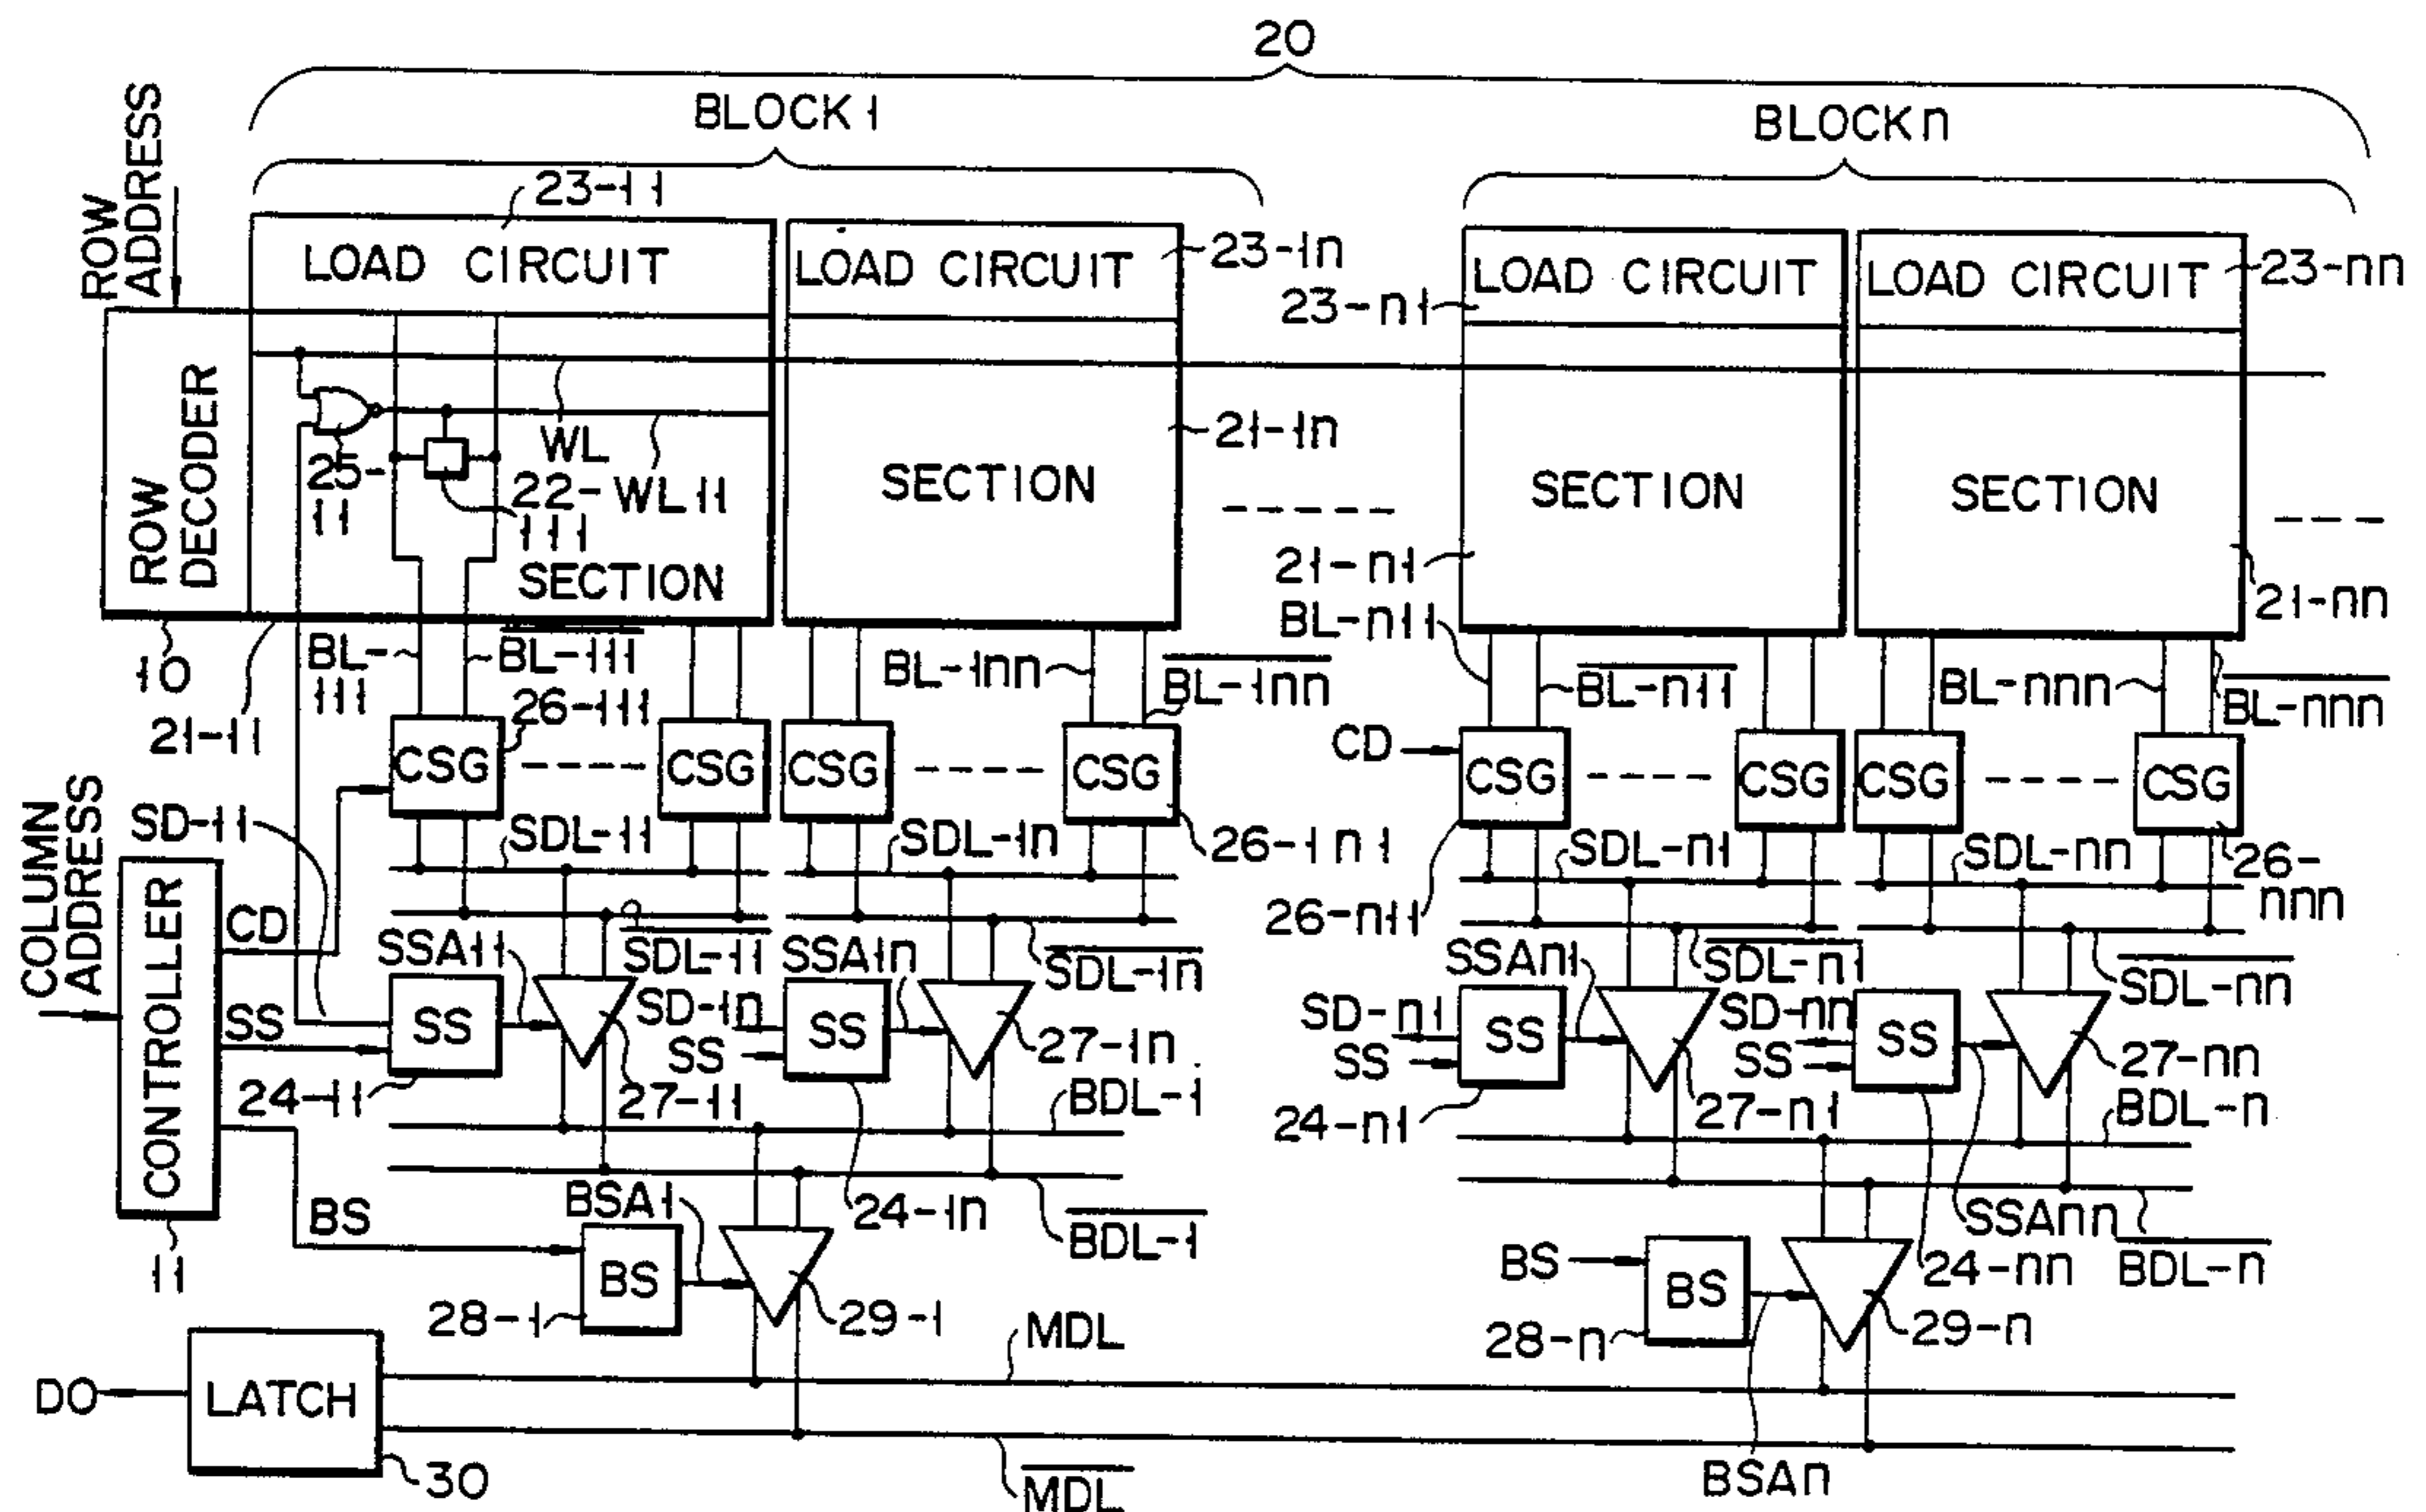 20
BLOCK 1
BLOCK n
ROW ADDRESS
23-11
LOAD CIRCUIT
LOAD CIRCUIT
23-1n
LOAD CIRCUIT
23-n1
LOAD CIRCUIT
23-nn
ROW DECODER
25-11
WL
22-111
WL11
SECTION
SECTION
21-1n
SECTION
21-n1
SECTION
21-nn
10
21-11
BL-111
BL-111
BL-1nn
BL-1nn
BL-n11
BL-n11
BL-nnn
BL-nnn
26-111
CSG
CSG
CSG
CSG
CD
CSG
CSG
CSG
CSG
COLUMN ADDRESS
SD-11
SDL-11
SDL-1n
26-1n1
SDL-n1
SDL-nn
26-nnn
26-n11
CONTROLLER
CD
SSA11
SDL-11
SSA1n
SDL-1n
SSAn1
SDL-n1
SDL-nn
SS
SS
SD-1n
SS
SS
27-1n
SD-n1
SS
SS
SD-nn
SS
SS
27-nn
24-11
27-11
BDL-1
24-n1
27-n1
BDL-n
BS
BSA1
24-1n
BDL-1
SSAnn
11
BS
28-1
29-1
BS
BS
24-nn
BDL-n
28-n
29-n
MDL
DO
LATCH
30
MDL
BSAn